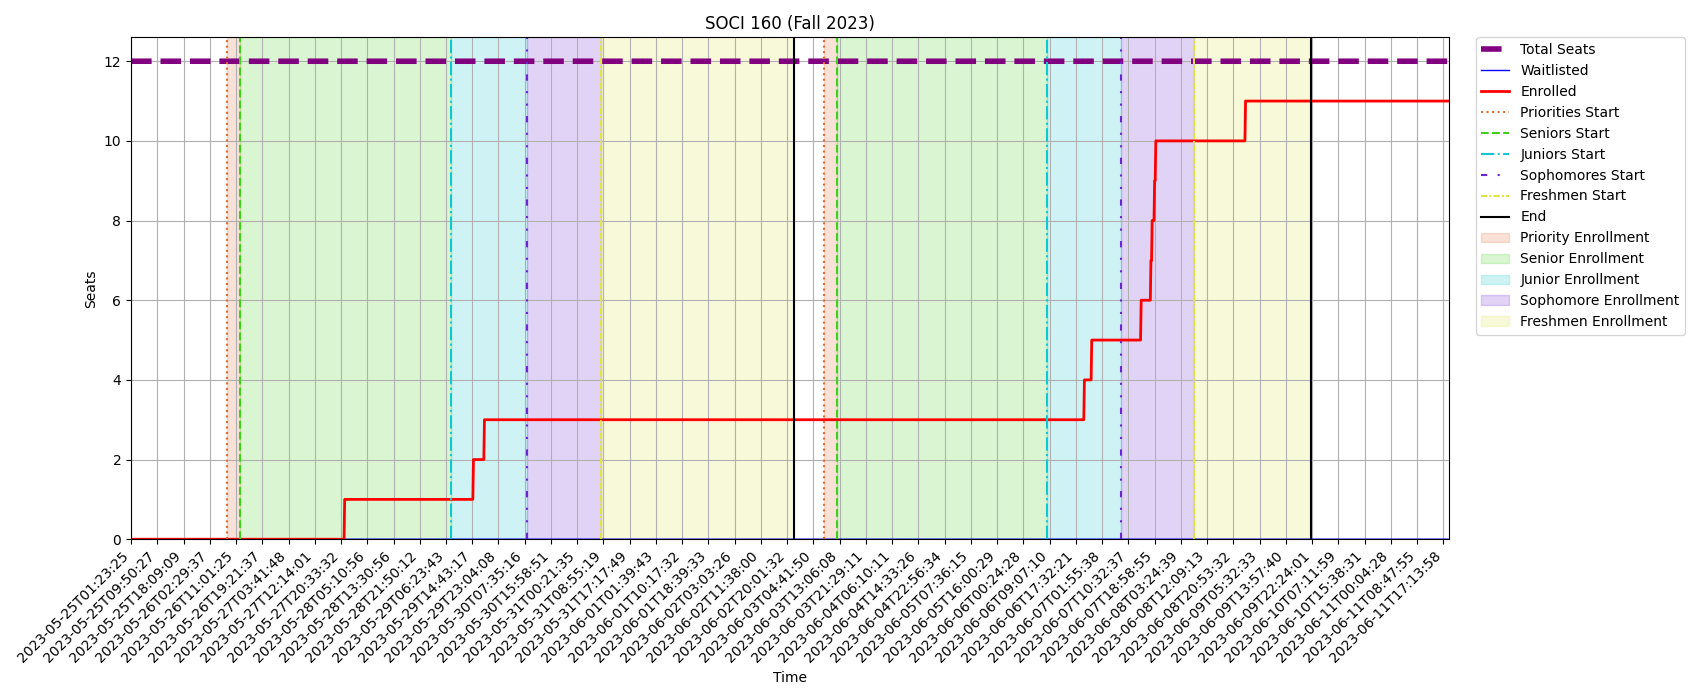 SOCI 160 (Fall 2023)
Seats
12
10
8
6
4
2
0
Total Seats
Waitlisted
Enrolled
Priorities Start
Seniors Start
Juniors Start
Sophomores Start
Freshmen Start
End
Priority Enrollment
Senior Enrollment
Junior Enrollment
Sophomore Enrollment
Freshmen Enrollment
2023-05-25T01:23:25
2023-05-25T09:50:27
2023-05-25T18:09:09
2023-05-26T02:29:37
2023-05-26T11:01:25
2023-05-26T19:21:37
2023-05-27T03:41:48
2023-05-27T12:14:01
2023-05-27T20:33:32
2023-05-28T05:10:56
2023-05-28T13:30:56
2023-05-28T21:50:12
2023-05-29T06:23:43
2023-05-29T14:43:17
2023-05-29T23:04:08
2023-05-30T07:35:16
2023-05-30T15:58:51
2023-05-31T00:21:35
2023-05-31T08:55:19
2023-05-31T17:17:49
2023-06-01T01:39:43
2023-06-01T10:17:32
2023-06-01T18:39:33
2023-06-02T03:03:26
2023-06-02T11:38:00
2023-06-02T20:01:32
2023-06-03T04:41:50
2023-06-03T13:06:08
2023-06-03T21:29:11
2023-06-04T06:10:11
2023-06-04T14:33:26
2023-06-04T22:56:34
2023-06-05T07:36:15
2023-06-05T16:00:29
2023-06-06T00:24:28
2023-06-06T09:07:10
2023-06-06T17:32:21
2023-06-07T01:55:38
2023-06-07T10:32:37
2023-06-07T18:58:55
2023-06-08T03:24:39
2023-06-08T12:09:13
2023-06-08T20:53:32
2023-06-09T05:32:33
2023-06-09T13:57:40
2023-06-09T22:24:01
2023-06-10T07:11:59
2023-06-10T15:38:31
2023-06-11T00:04:28
2023-06-11T08:47:55
2023-06-11T17:13:58
Time